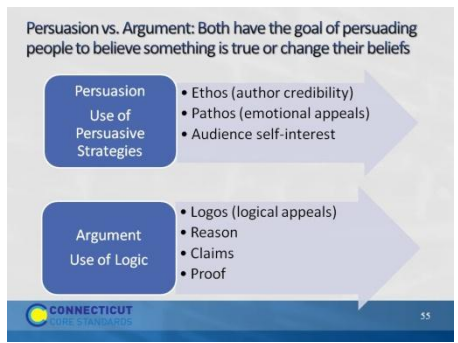 Persuasion vs. Argument: Both have the goal of persuading
people to believe something is true or change their beliefs
Persuasion
Use of
Persuasive
Strategies
• Ethos (author credibility)
• Pathos (emotional appeals)
• Audience self-interest
Argument
Use of Logic
• Logos (logical appeals)
• Reason
• Claims
• Proof
CONNECTICUT
CORE STANDARDS
55